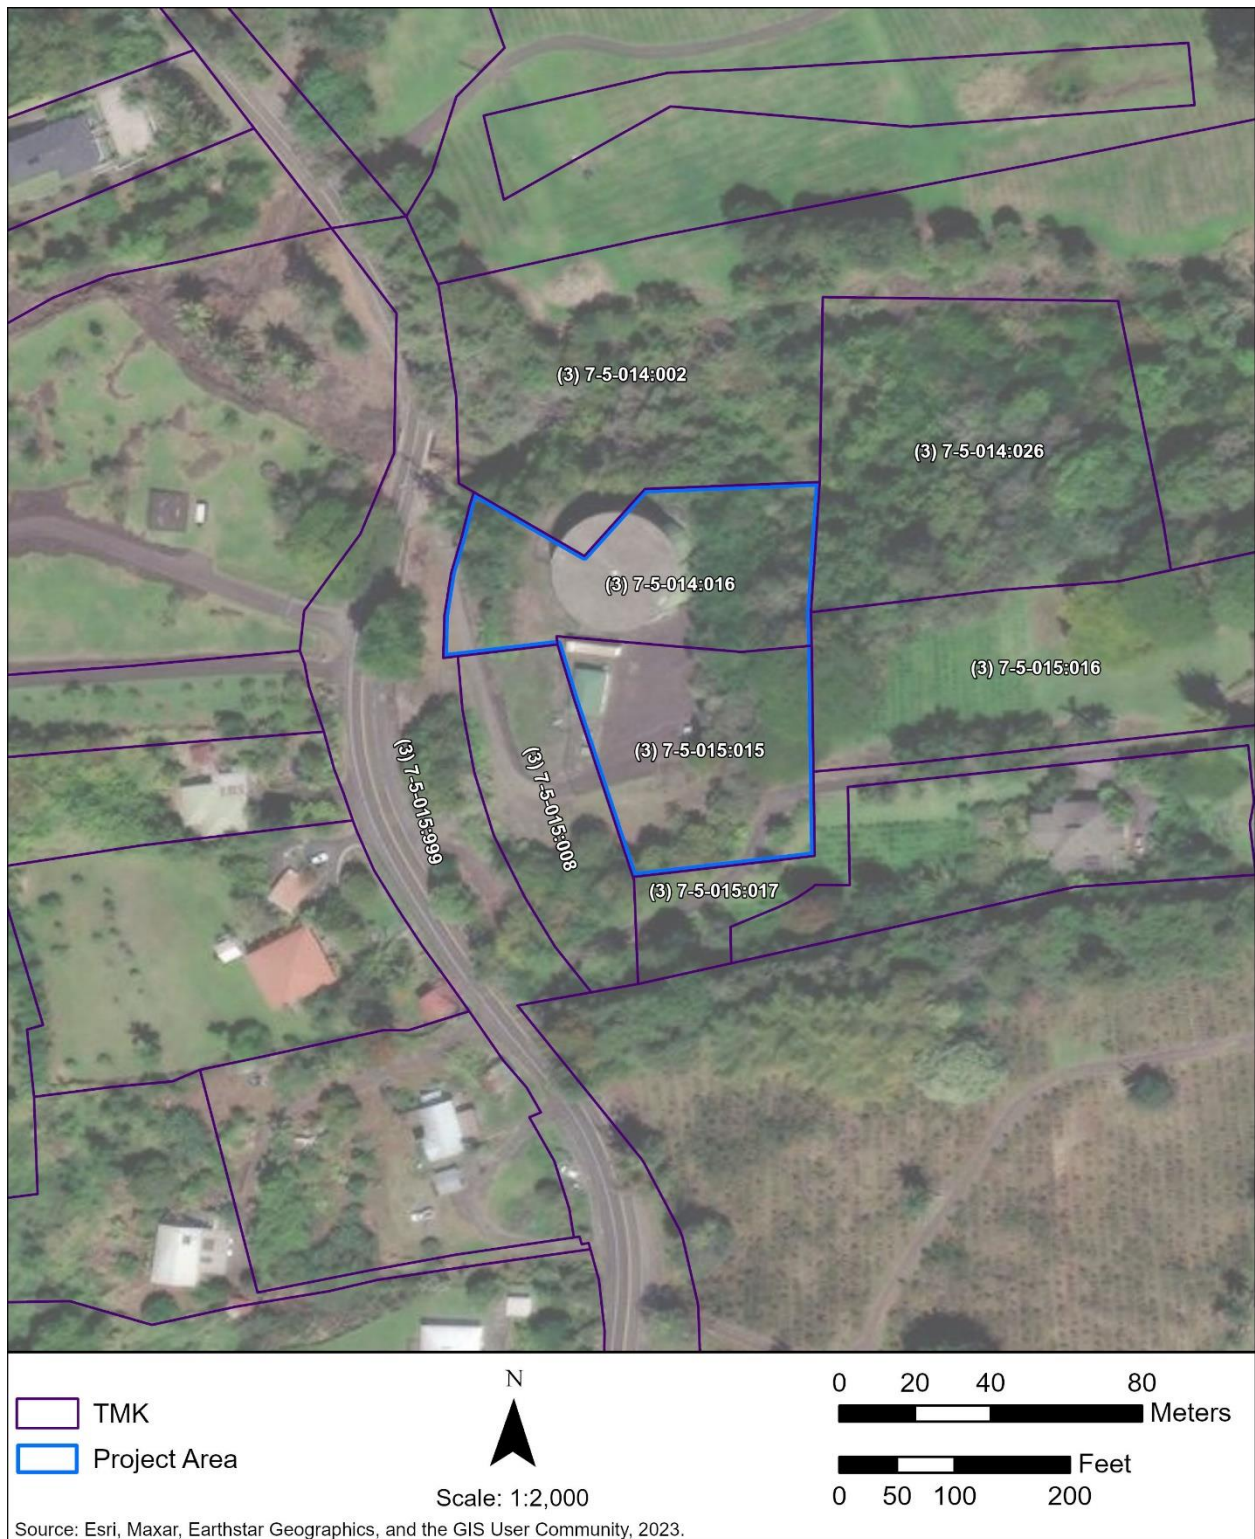 (3) 7-5-014:002
(3) 7-5-014:026
(3) 7-5-014:016
(3) 7-5-015:016
(3) 7-5-015:015
(3) 7-5-015:999
(3) 7-5-015:008
(3) 7-5-015:017
TMK
Project Area
N
Scale: 1:2,000
0 20 40 80
Meters
Feet
0 50 100 200
Source: Esri, Maxar, Earthstar Geographics, and the GIS User Community, 2023.